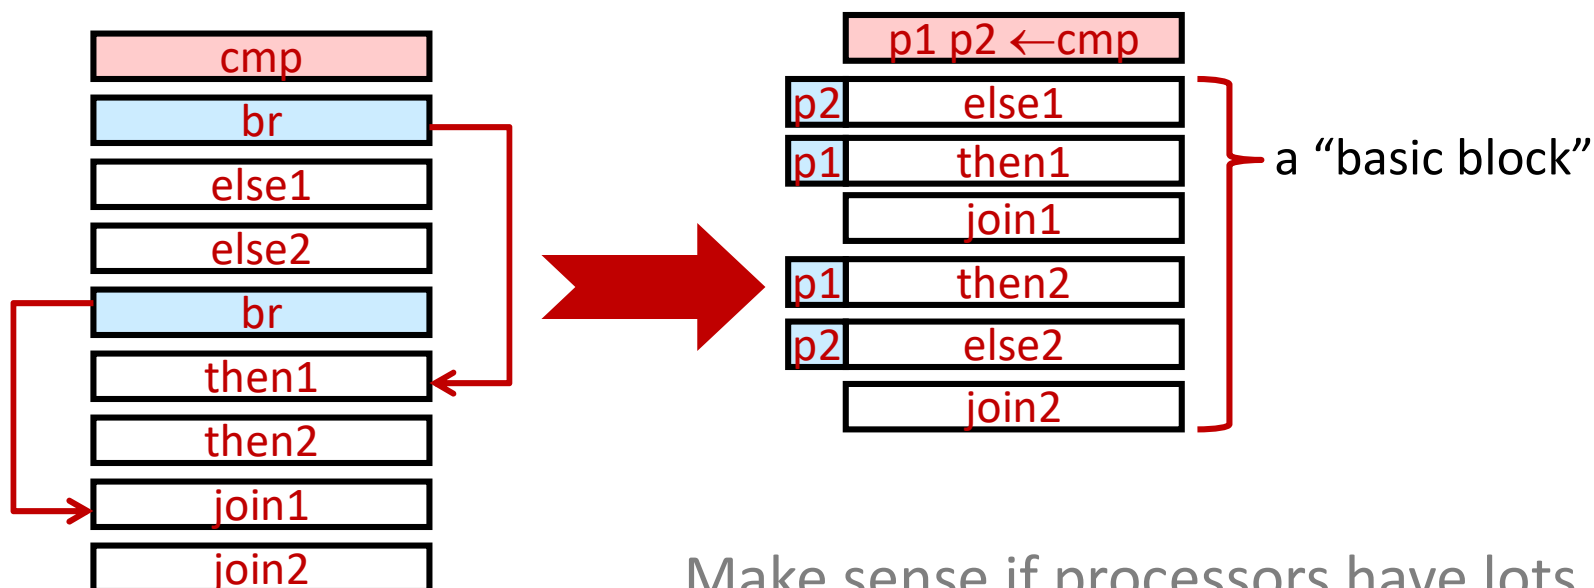 cmp
br
else1
else2
br
then1
then2
join1
join2
p1 p2 ←cmp
p2 else1
p1 then1
join1
p1 then2
p2 else2
join2
a “basic block”
Make sense if processors have lots